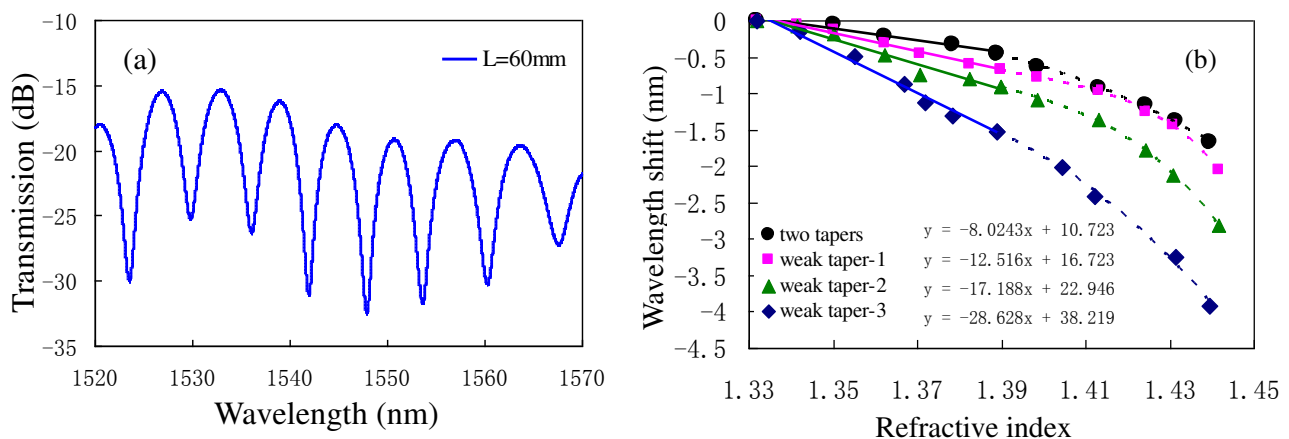 (a)
L=60mm
Transmission (dB)
-10
-15
-20
-25
-30
-35
1520 1530 1540 1550 1560 1570
Wavelength (nm)
(b)
Wavelength shift (nm)
0
-0.5
-1
-1.5
-2
-2.5
-3
-3.5
-4
-4.5
two tapers y = -8.0243x + 10.723
weak taper-1 y = -12.516x + 16.723
weak taper-2 y = -17.188x + 22.946
weak taper-3 y = -28.628x + 38.219
1.33 1.35 1.37 1.39 1.41 1.43 1.45
Refractive index